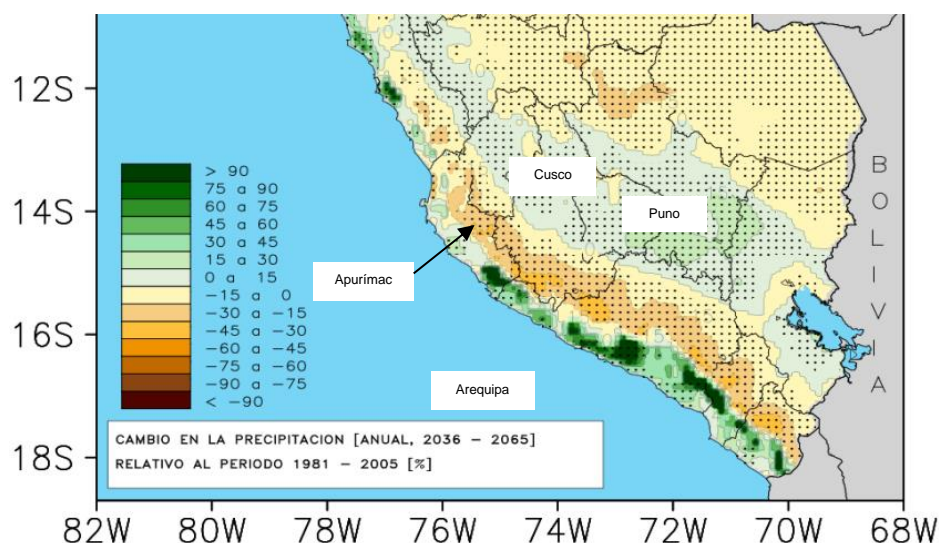 12S
14S
16S
18S
82W
80W
78W
76W
74W
72W
70W
68W
> 90
75 a 90
60 a 75
45 a 60
30 a 45
15 a 30
0 a 15
−15 a 0
−30 a −15
−45 a −30
−60 a −45
−75 a −60
−90 a −75
< −90
Cusco
Puno
Apurímac
Arequipa
BOLIVIA
CAMBIO EN LA PRECIPITACION [ANUAL, 2036 − 2065]
RELATIVO AL PERIODO 1981 − 2005 [%]